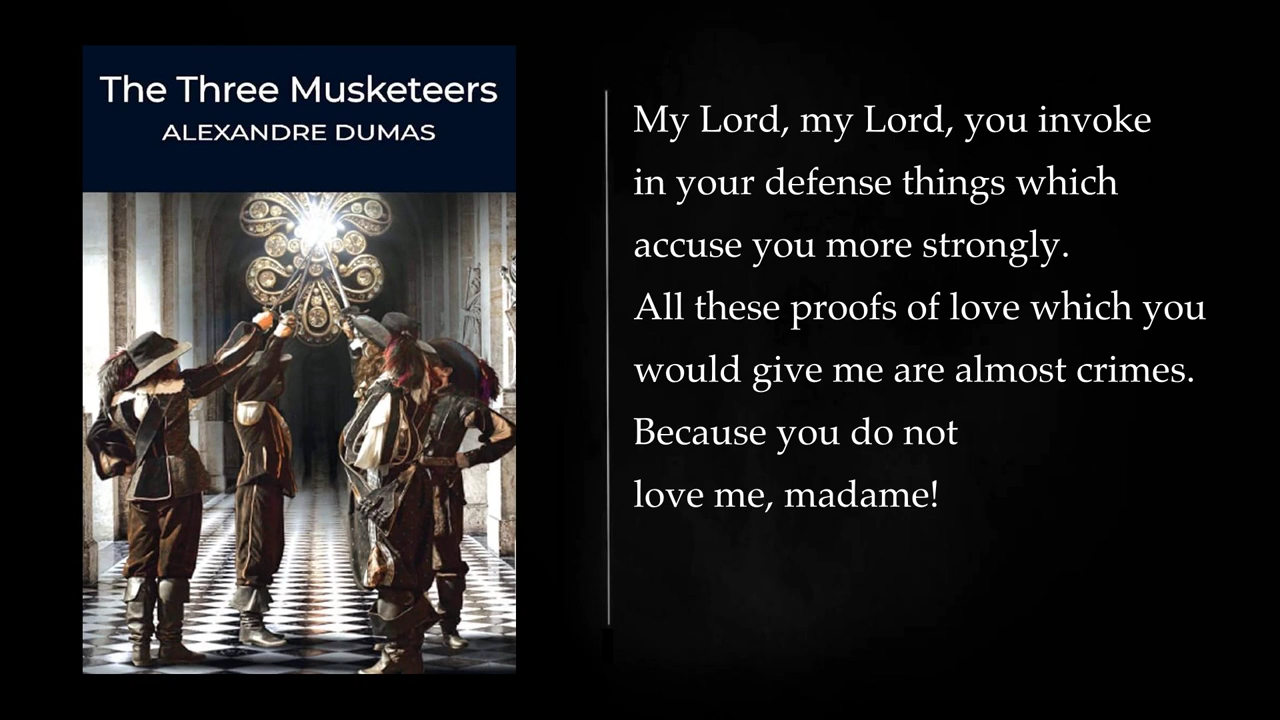 The Three Musketeers
ALEXANDRE DUMAS
My Lord, my Lord, you invoke
in your defense things which
accuse you more strongly.
All these proofs of love which you
would give me are almost crimes.
Because you do not
love me, madame!